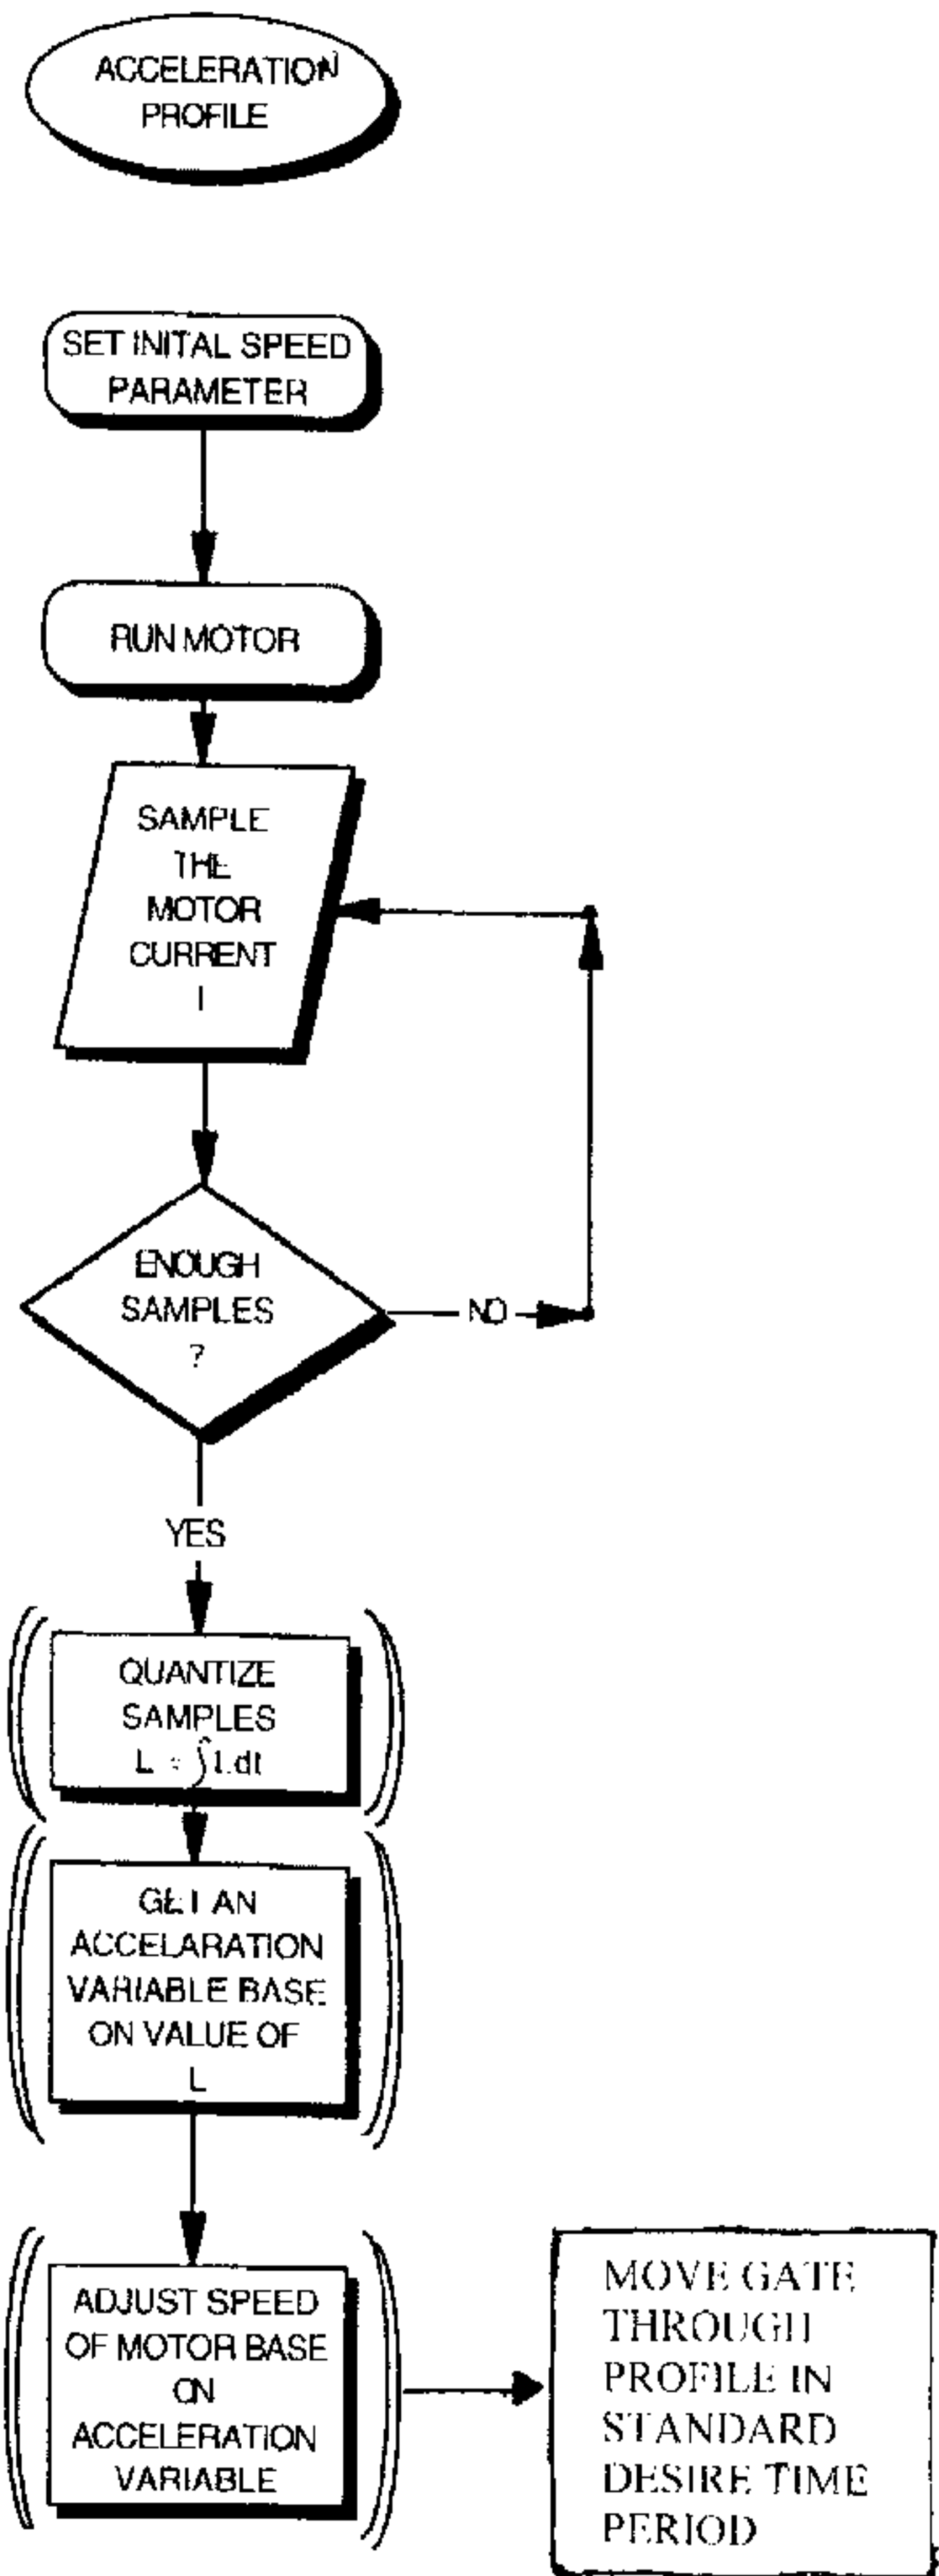 ACCELERATION
PROFILE
SET INITAL SPEED
PARAMETER
RUN MOTOR
SAMPLE
THE
MOTOR
CURRENT
I
ENOUGH
SAMPLES
?
NO
YES
QUANTIZE
SAMPLES
L = ∫ I.dt
GET AN
ACCELARATION
VARIABLE BASE
ON VALUE OF
L
ADJUST SPEED
OF MOTOR BASE
ON
ACCELERATION
VARIABLE
MOVE GATE
THROUGH
PROFILE IN
STANDARD
DESIRE TIME
PERIOD